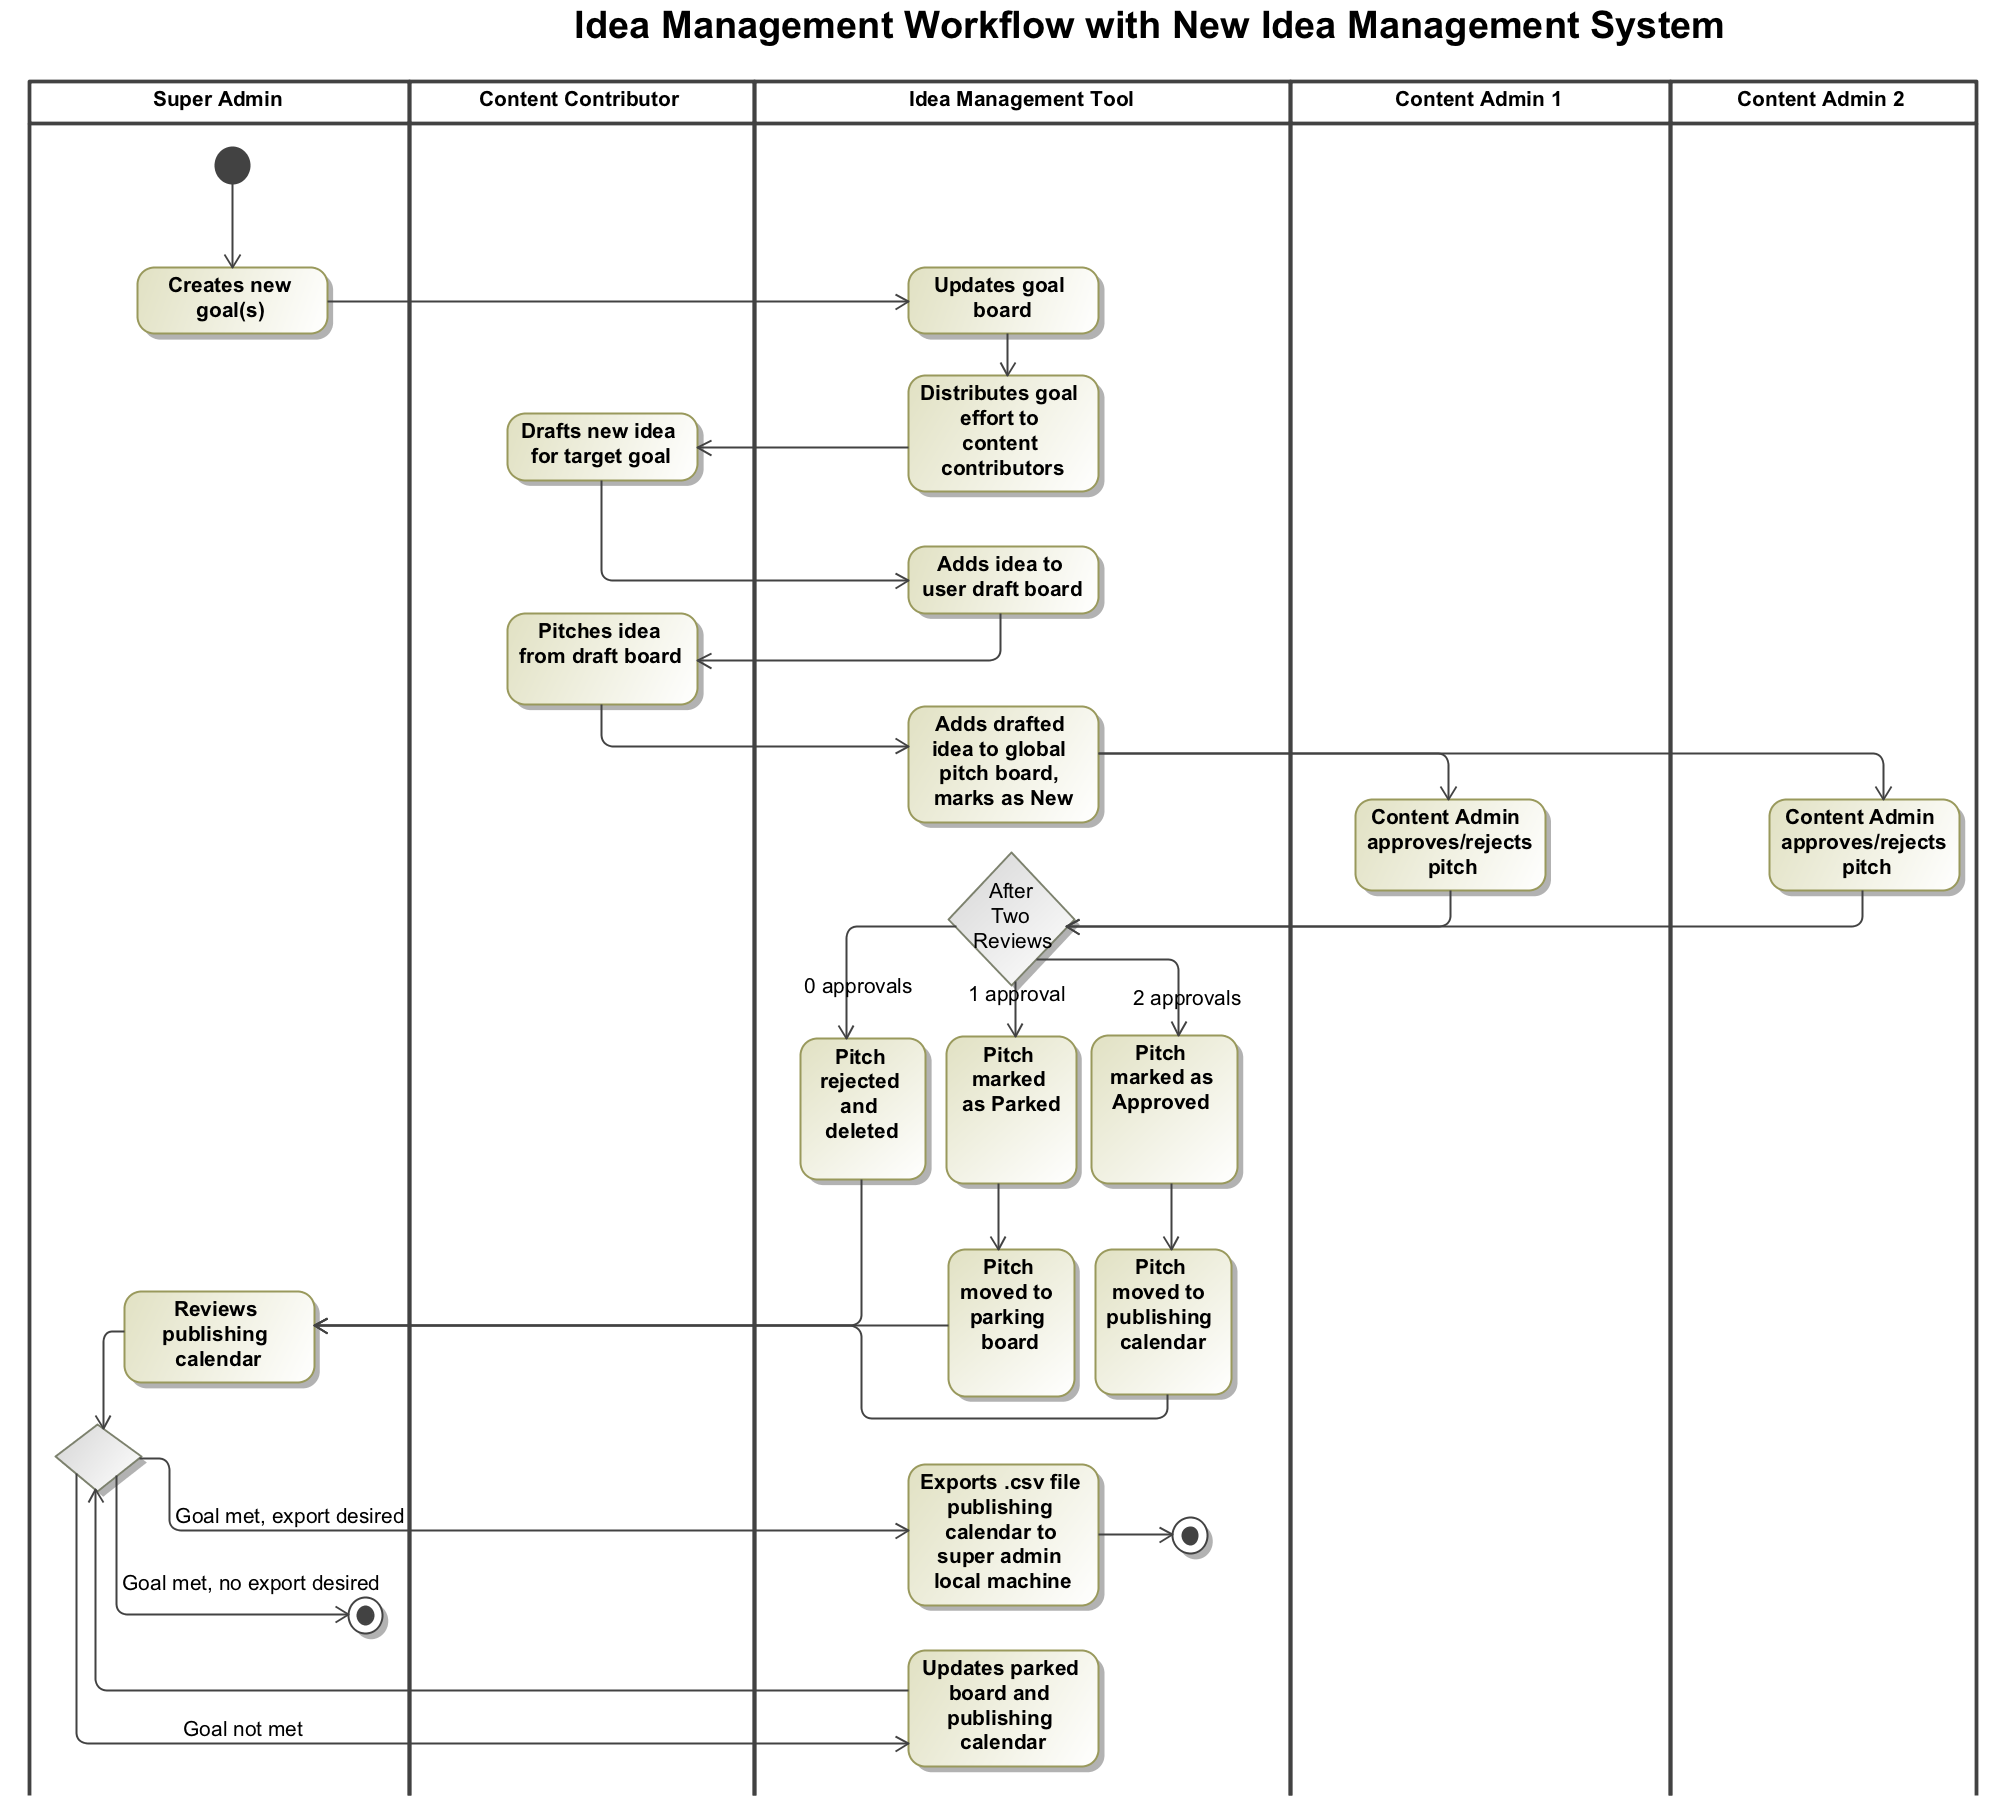 Idea Management Workflow with New Idea Management System
Super Admin
Content Contributor
Idea Management Tool
Content Admin 1
Content Admin 2
Creates new
goal(s)
Updates goal
board
Distributes goal
effort to
content
contributors
Drafts new idea
for target goal
Adds idea to
user draft board
Pitches idea
from draft board
Adds drafted
idea to global
pitch board,
marks as New
Content Admin
approves/rejects
pitch
Content Admin
approves/rejects
pitch
After
Two
Reviews
0 approvals
1 approval
2 approvals
Pitch
rejected
and
deleted
Pitch
marked
as Parked
Pitch
marked as
Approved
Pitch
moved to
parking
board
Pitch
moved to
publishing
calendar
Reviews
publishing
calendar
Goal met, export desired
Exports .csv file
publishing
calendar to
super admin
local machine
Goal met, no export desired
Updates parked
board and
publishing
calendar
Goal not met